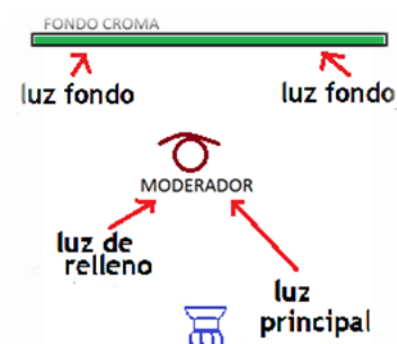 FONDO CROMA
luz fondo
luz fondo
MODERADOR
luz de
relleno
luz
principal